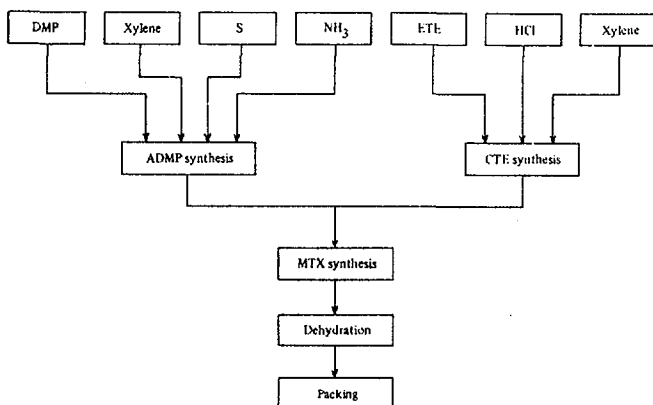 DMP
Xylene
S
NH3
ETE
HCl
Xylene
ADMP synthesis
CTE synthesis
MTX synthesis
Dehydration
Packing